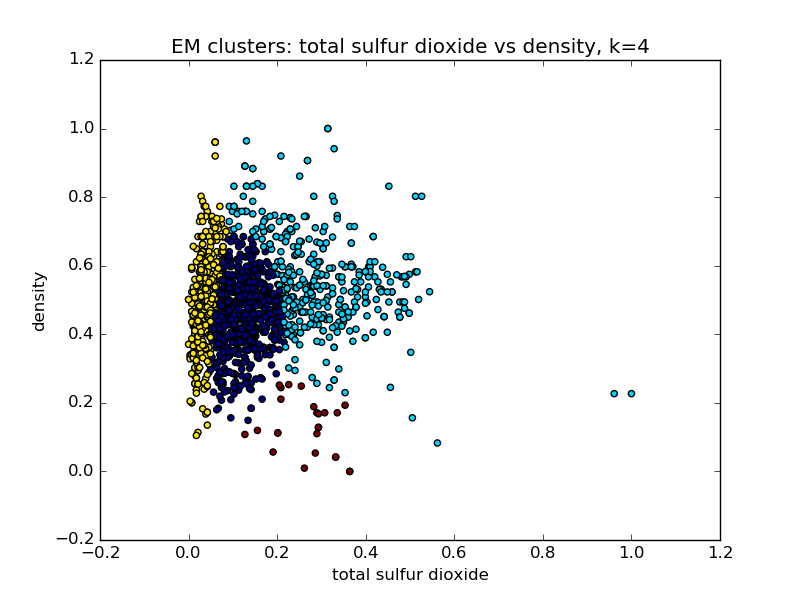 EM clusters: total sulfur dioxide vs density, k=4
1.2
1.0
0.8
0.6
0.4
0.2
0.0
−0.2
density
−0.2 0.0 0.2 0.4 0.6 0.8 1.0 1.2
total sulfur dioxide